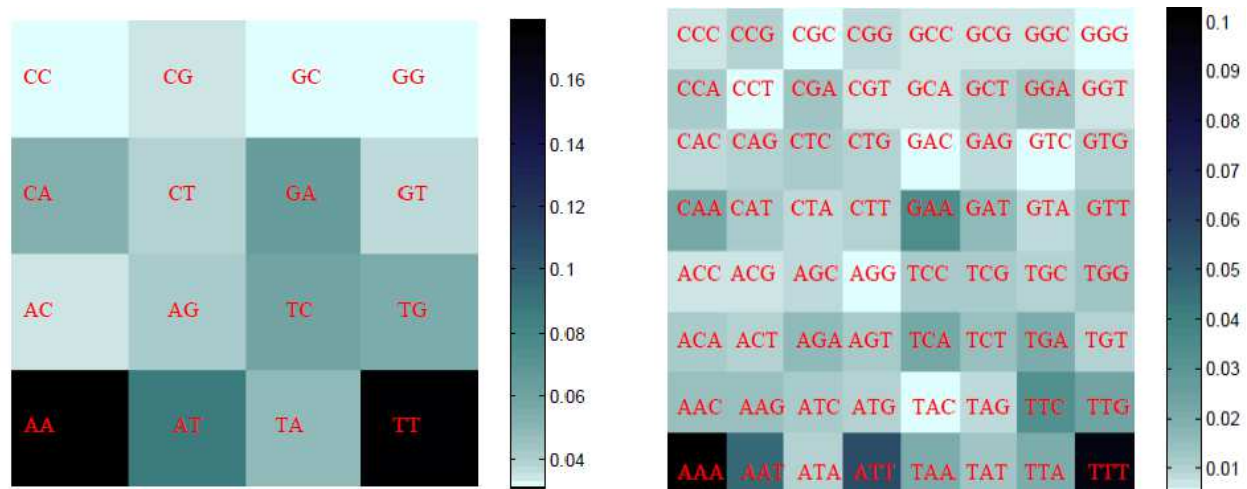 CC CG GC GG
CA CT GA GT
AC AG TC TG
AA AT TA TT
0.16
0.14
0.12
0.1
0.08
0.06
0.04
CCC CCG CGC CGG GCC GCG GGC GGG
CCA CCT CGA CGT GCA GCT GGA GGT
CAC CAG CTC CTG GAC GAG GTC GTG
CAA CAT CTA CTT GAA GAT GTA GTT
ACC ACG AGC AGG TCC TCG TGC TGG
ACA ACT AGA AGT TCA TCT TGA TGT
AAC AAG ATC ATG TAC TAG TTC TTG
AAA AAT ATA ATT TAA TAT TTA TTT
0.1
0.09
0.08
0.07
0.06
0.05
0.04
0.03
0.02
0.01